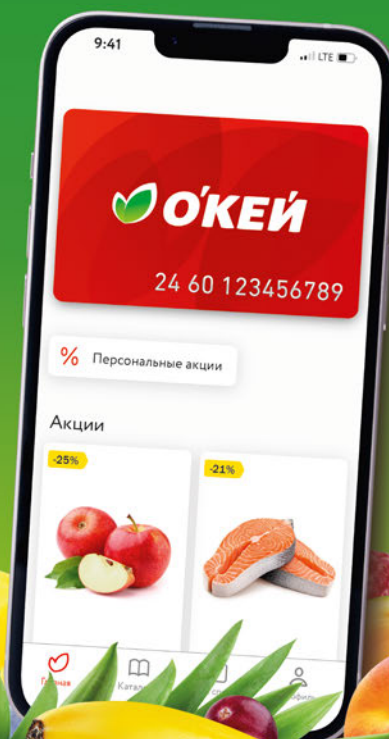 9:41
LTE
О'КЕЙ
24 60 123456789
% Персональные акции
Акции
-25%
-21%